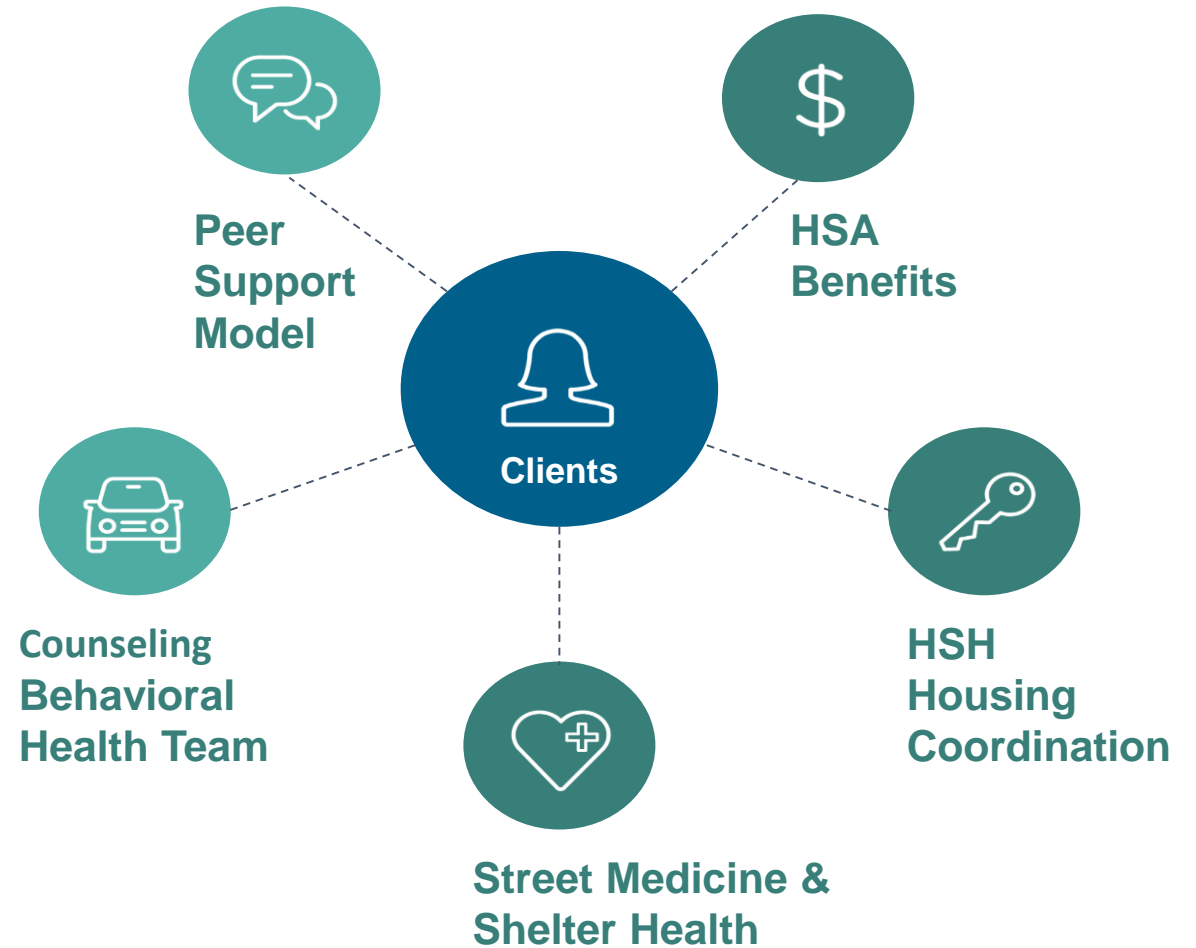 Peer
Support
Model
HSA
Benefits
Clients
Counseling
Behavioral
Health Team
HSH
Housing
Coordination
Street Medicine &
Shelter Health